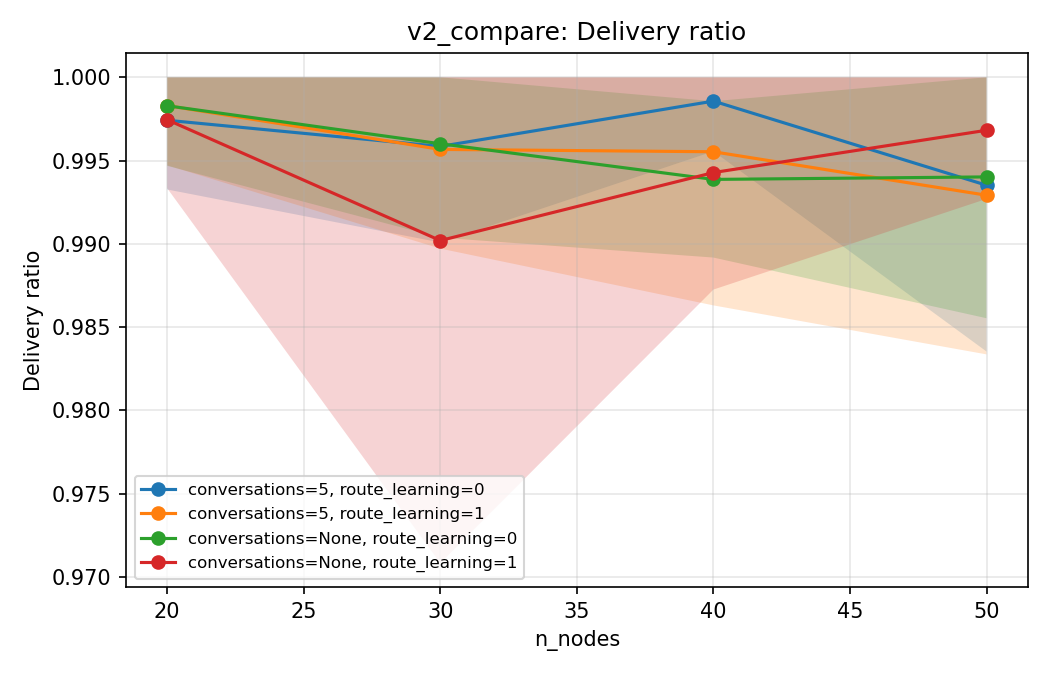 v2_compare: Delivery ratio
Delivery ratio
1.000
0.995
0.990
0.985
0.980
0.975
0.970
conversations=5, route_learning=0
conversations=5, route_learning=1
conversations=None, route_learning=0
conversations=None, route_learning=1
20 25 30 35 40 45 50
n_nodes